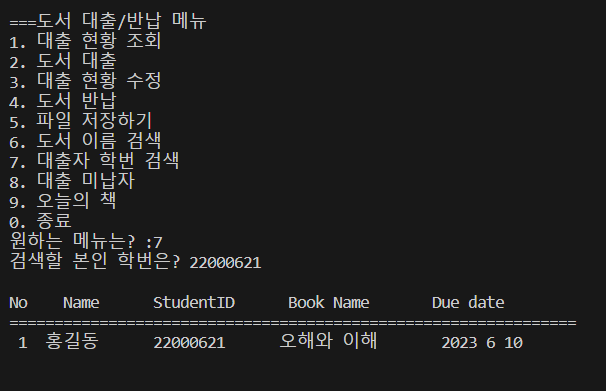 ===도서 대출/반납 메뉴
1. 대출 현황 조회
2. 도서 대출
3. 대출 현황 수정
4. 도서 반납
5. 파일 저장하기
6. 도서 이름 검색
7. 대출자 학번 검색
8. 대출 미납자
9. 오늘의 책
0. 종료
원하는 메뉴는? :7
검색할 본인 학번은? 22000621
No Name StudentID Book Name Due date
===============================================================
1 홍길동 22000621 오해와 이해 2023 6 10